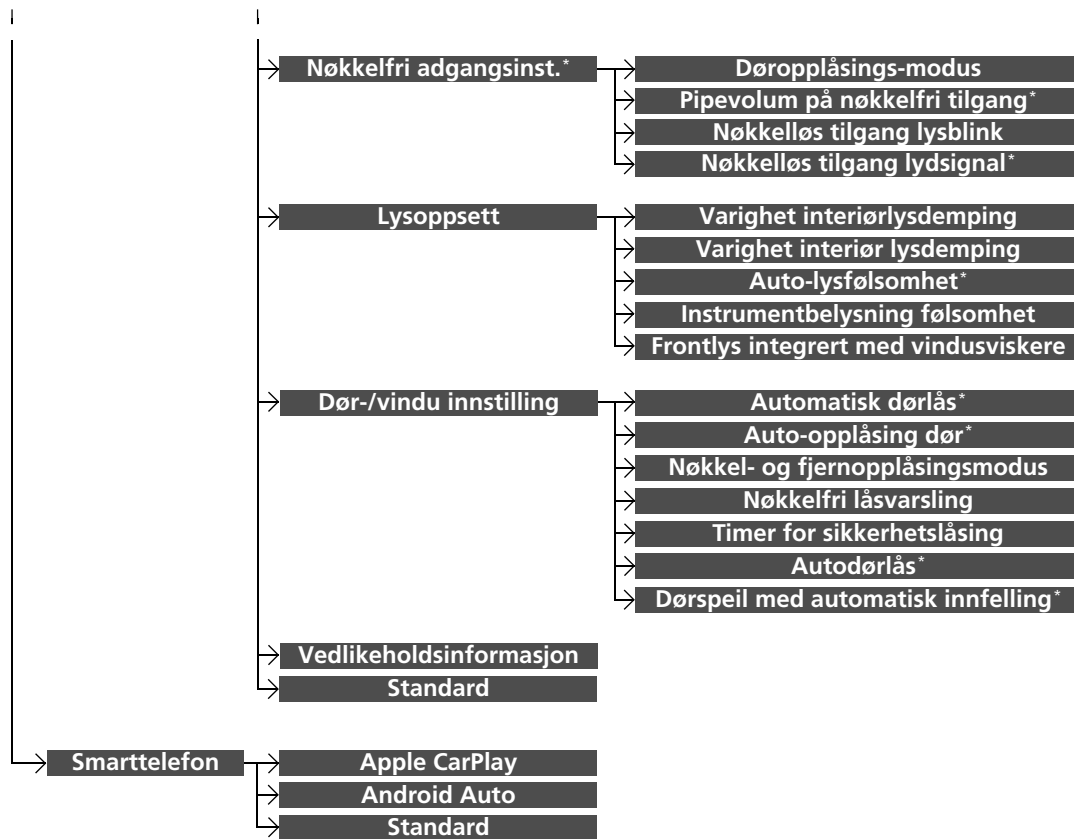 Nøkkelfri adgangsinst.*
Døropplåsings-modus
Pipevolum på nøkkelfri tilgang*
Nøkkelløs tilgang lysblink
Nøkkelløs tilgang lydsignal*
Lysoppsett
Varighet interiørlysdemping
Varighet interiør lysdemping
Auto-lysfølsomhet*
Instrumentbelysning følsomhet
Frontlys integrert med vindusviskere
Dør-/vindu innstilling
Automatisk dørlås*
Auto-opplåsing dør*
Nøkkel- og fjernopplåsingsmodus
Nøkkelfri låsvarsling
Timer for sikkerhetslåsing
Autodørlås*
Dørspeil med automatisk innfelling*
Vedlikeholdsinformasjon
Standard
Smarttelefon
Apple CarPlay
Android Auto
Standard